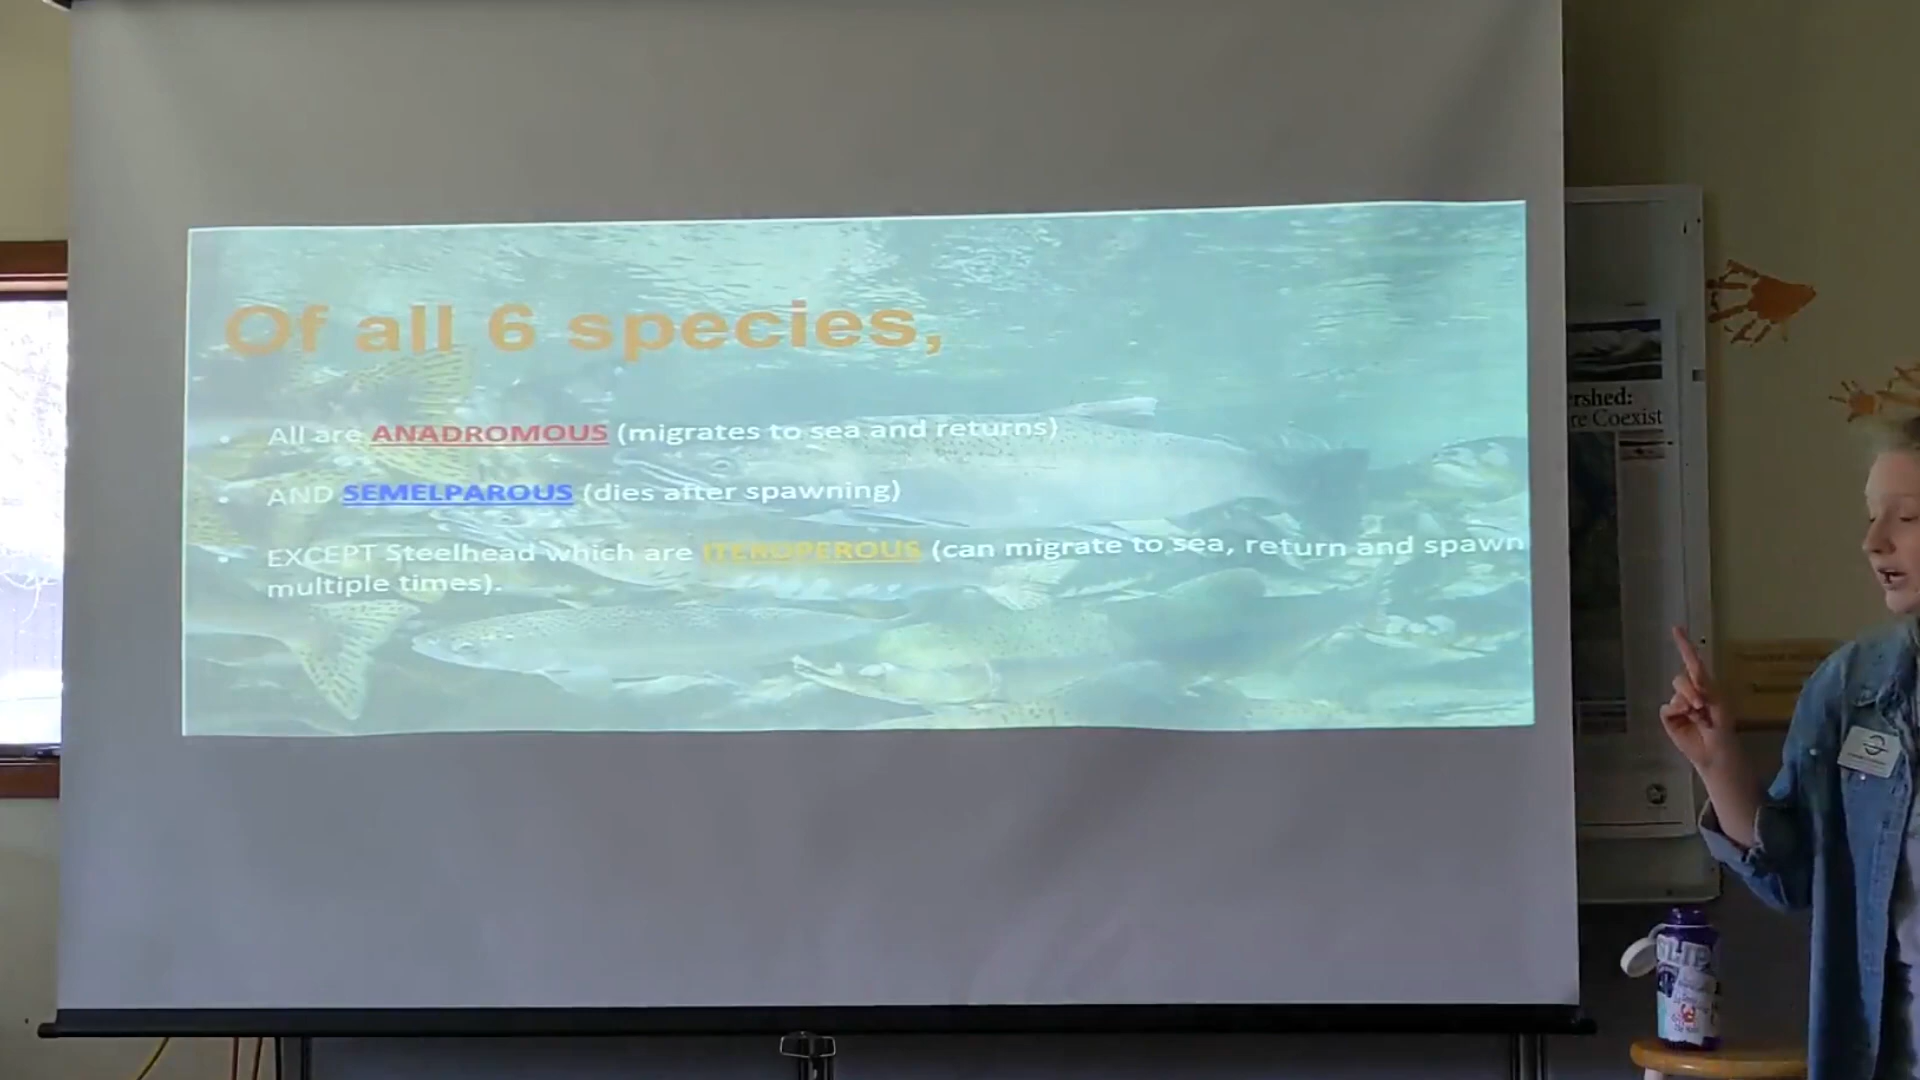 Of all 6 species,
• All are ANADROMOUS (migrates to sea and returns)
• AND SEMELPAROUS (dies after spawning)
• EXCEPT Steelhead which are ITEROPEROUS (can migrate to sea, return and spawn
multiple times).
rshed:
re Coexist